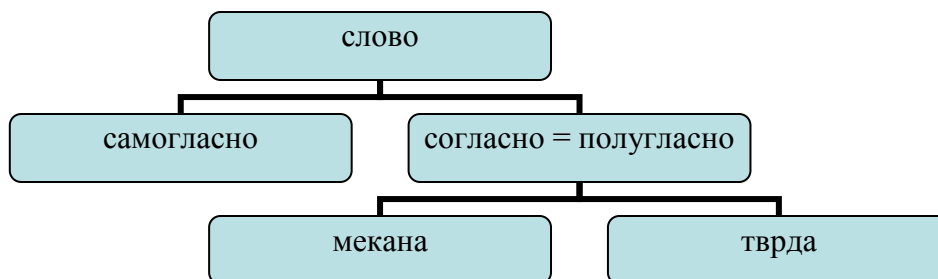 слово
самогласно
согласно = полугласно
мекана
тврда